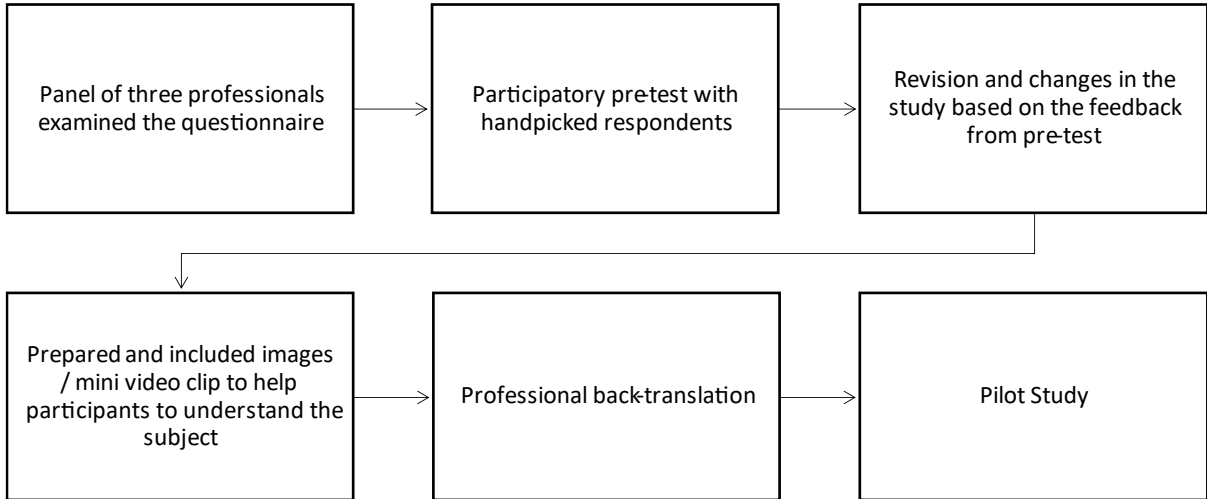 Panel of three professionals
examined the questionnaire
Participatory pre-test with
handpicked respondents
Revision and changes in the
study based on the feedback
from pre-test
Prepared and included images
/ mini video clip to help
participants to understand the
subject
Professional back-translation
Pilot Study